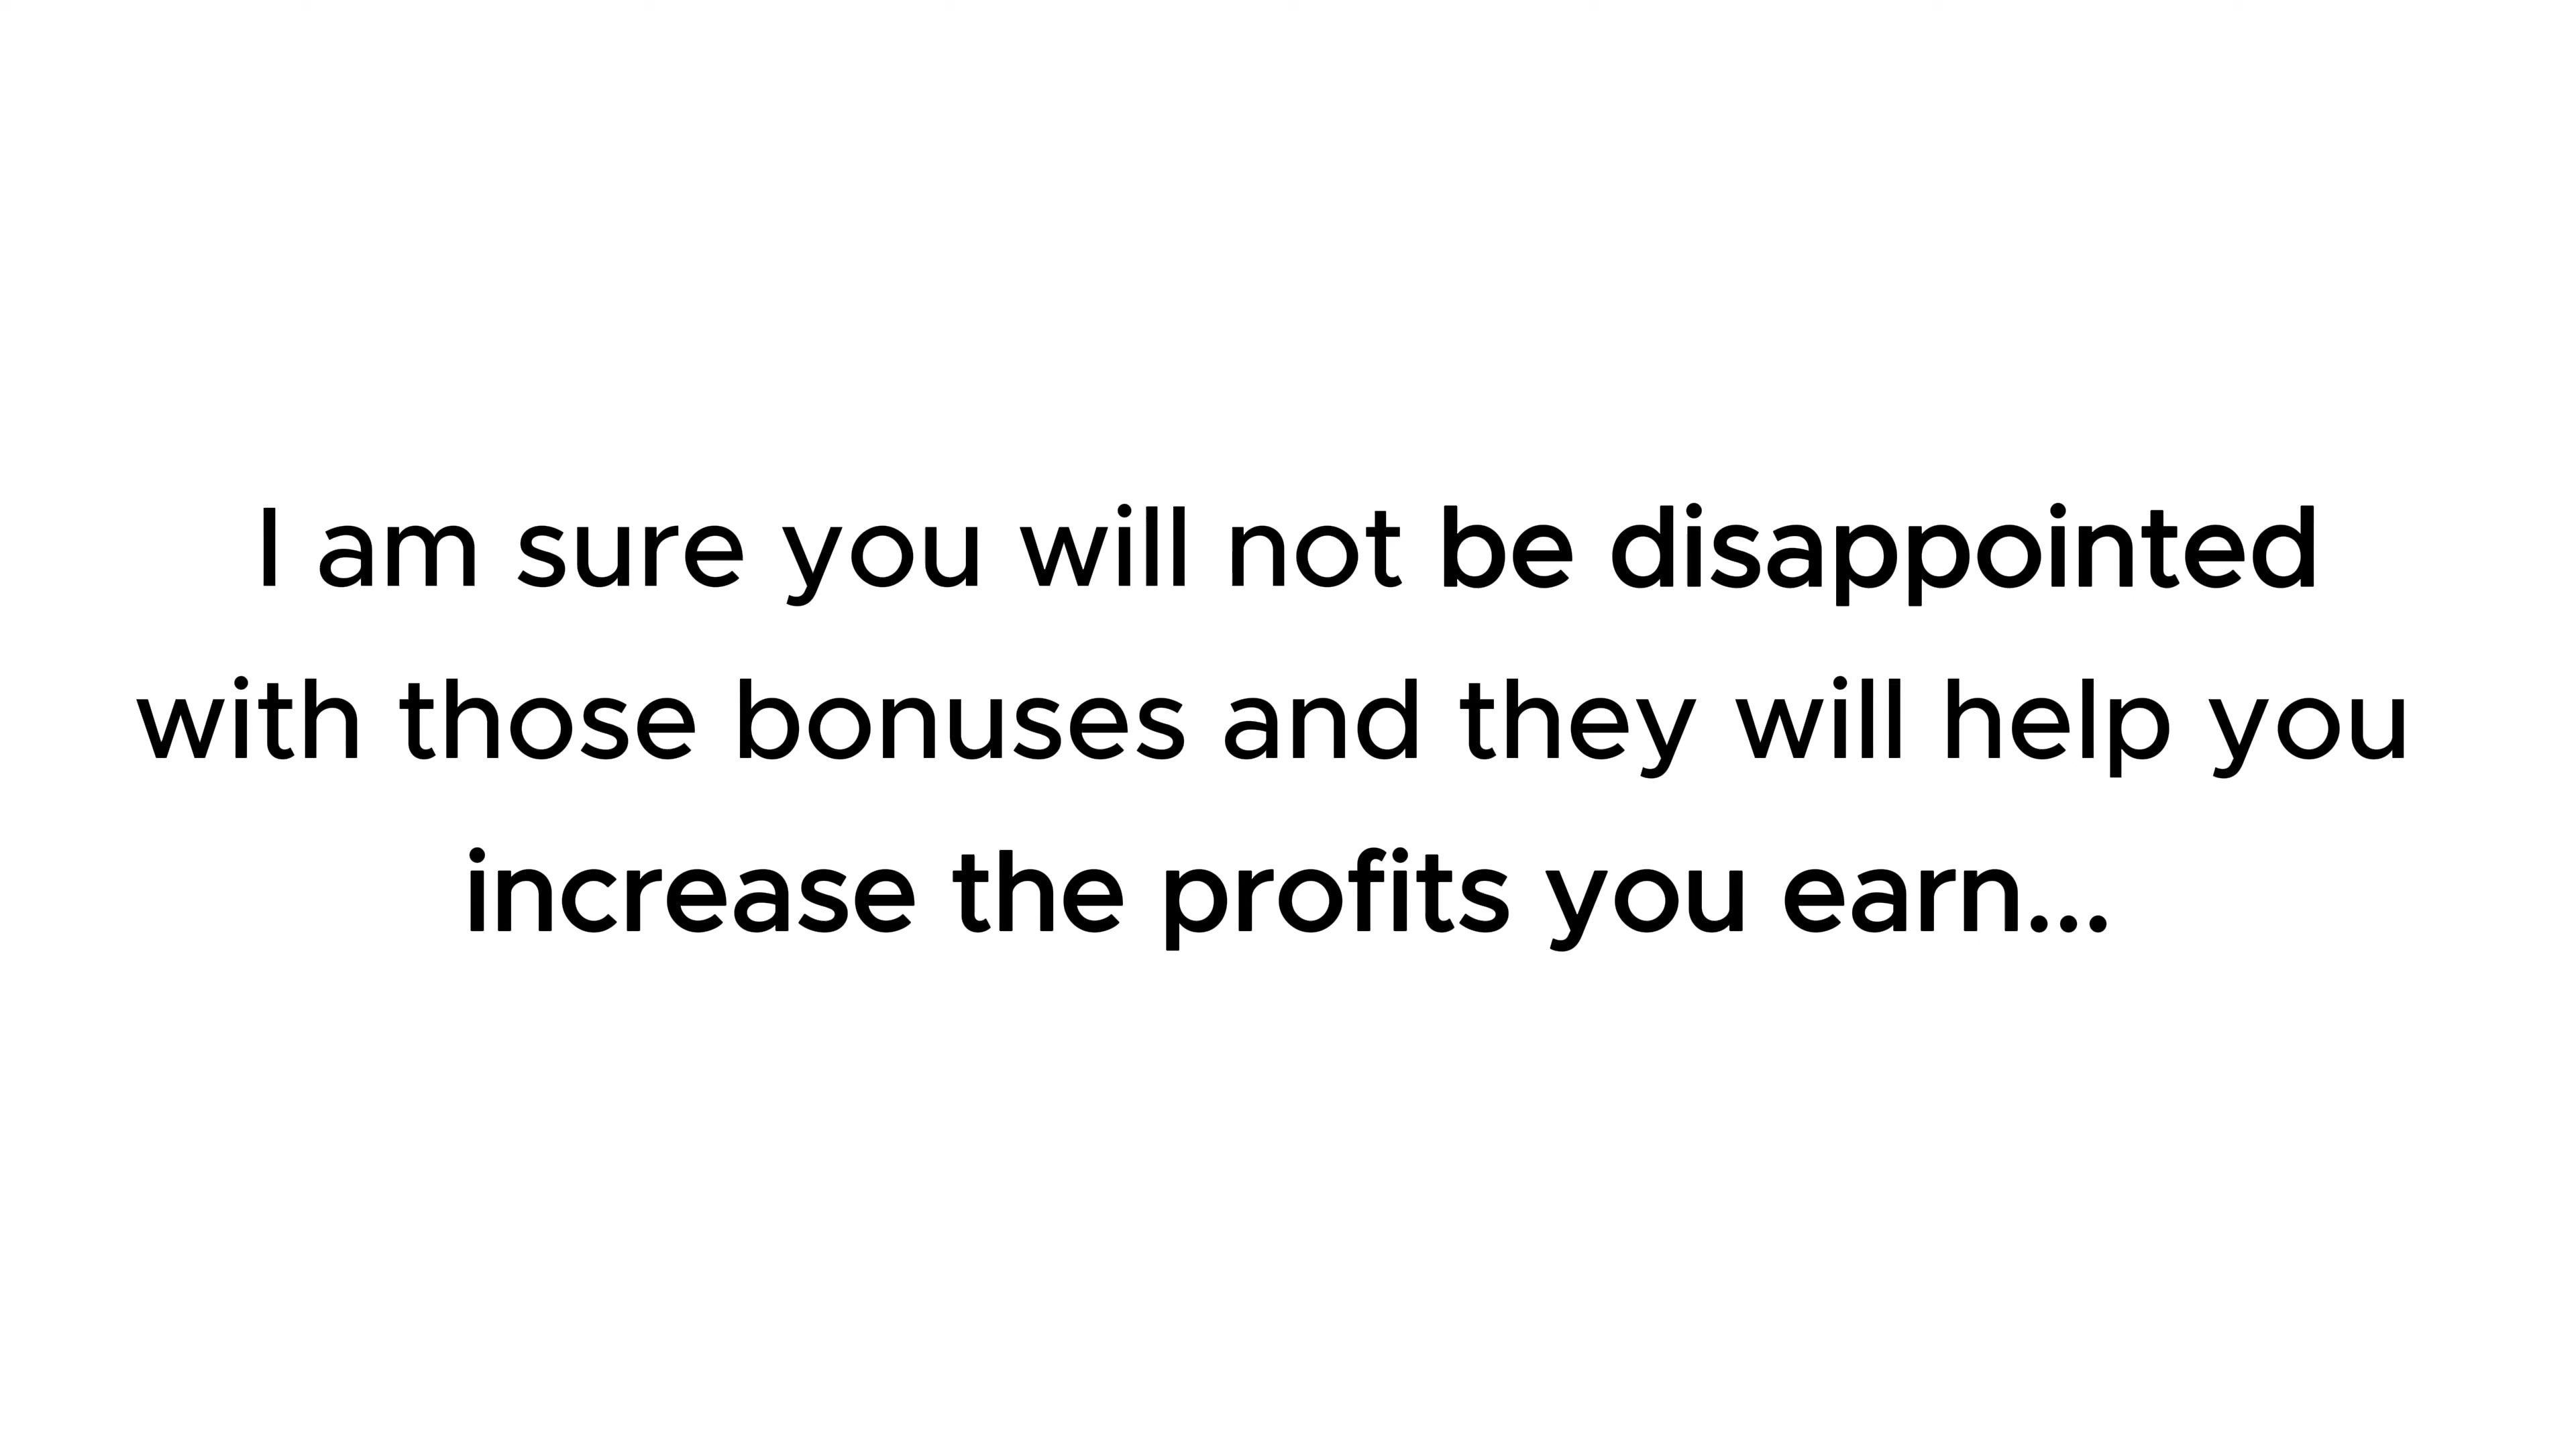 I am sure you will not be disappointed
with those bonuses and they will help you
increase the profits you earn...